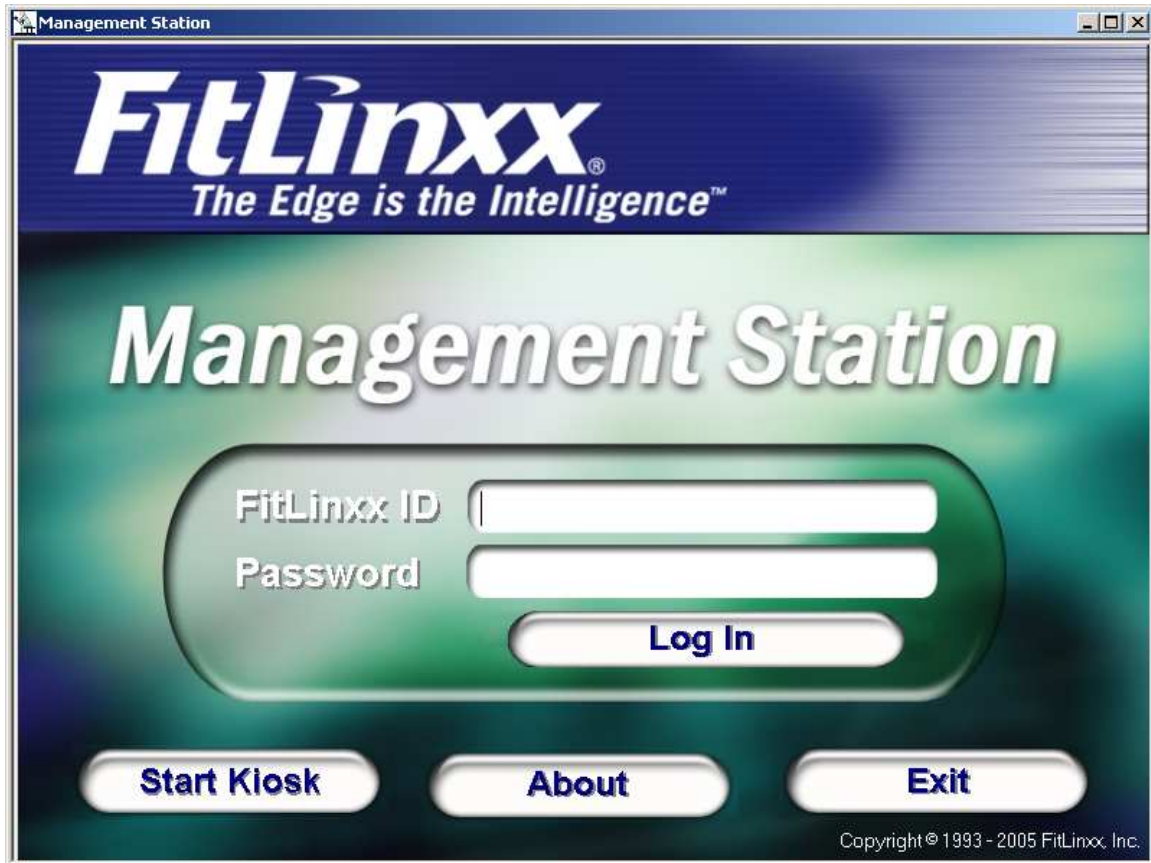 Management Station
FitLinxx®
The Edge is the Intelligence™
Management Station
FitLinxx ID
Password
Log In
Start Kiosk
About
Exit
Copyright © 1993 - 2005 FitLinxx, Inc.